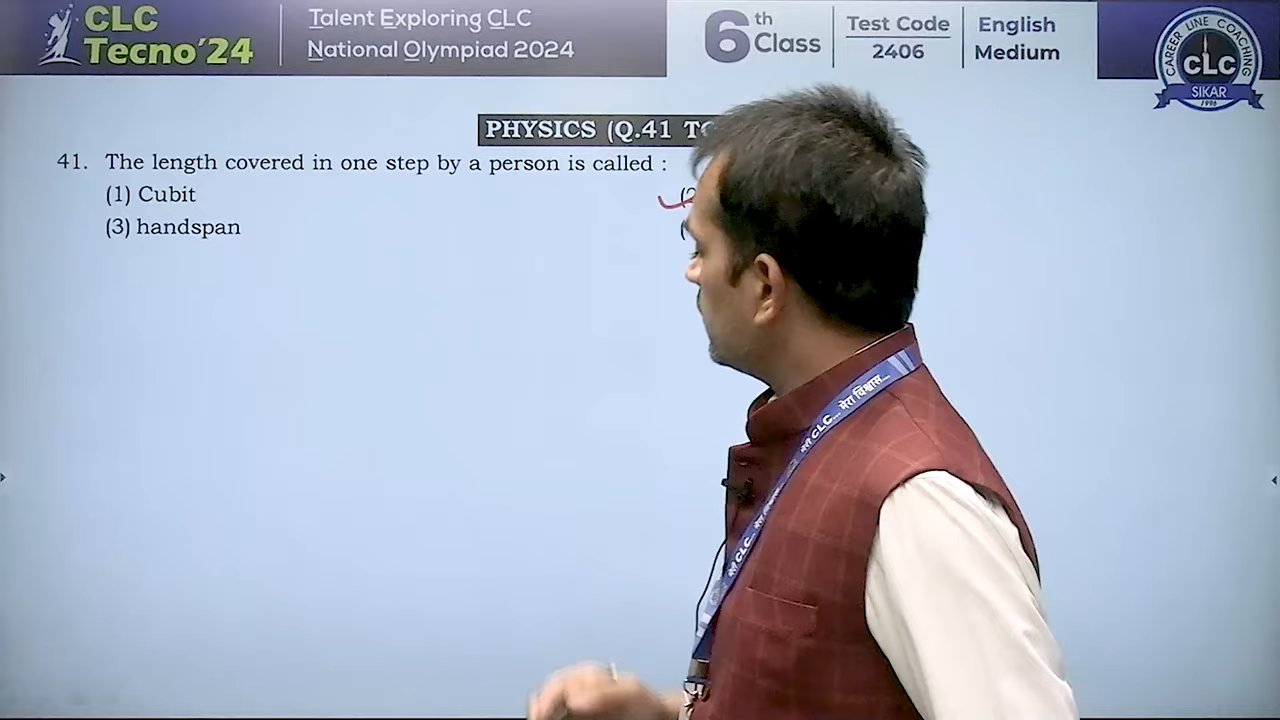 CLC
Tecno'24
Talent Exploring CLC
National Olympiad 2024
6th
Class
Test Code
2406
English
Medium
CAREER LINE COACHING
CLC
SIKAR
1996
PHYSICS (Q.41
41. The length covered in one step by a person is called :
(1) Cubit
(3) handspan
मेरा विश्वास...
मेरी CLC...